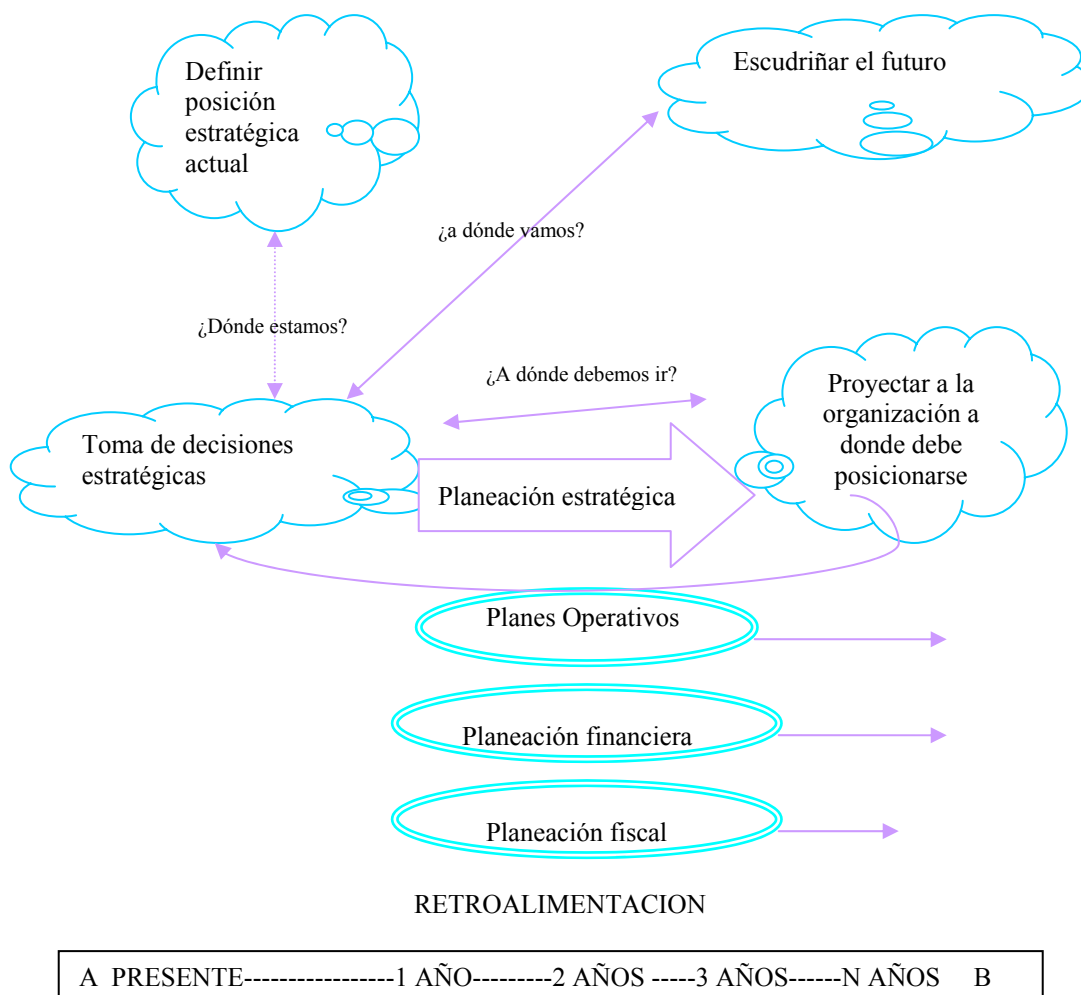 Definir
posición
estratégica
actual
Escudriñar el futuro
¿a dónde vamos?
¿Dónde estamos?
¿A dónde debemos ir?
Toma de decisiones
estratégicas
Planeación estratégica
Proyectar a la
organización a
donde debe
posicionarse
Planes Operativos
Planeación financiera
Planeación fiscal
RETROALIMENTACION
A PRESENTE-----------------1 AÑO---------2 AÑOS -----3 AÑOS------N AÑOS B